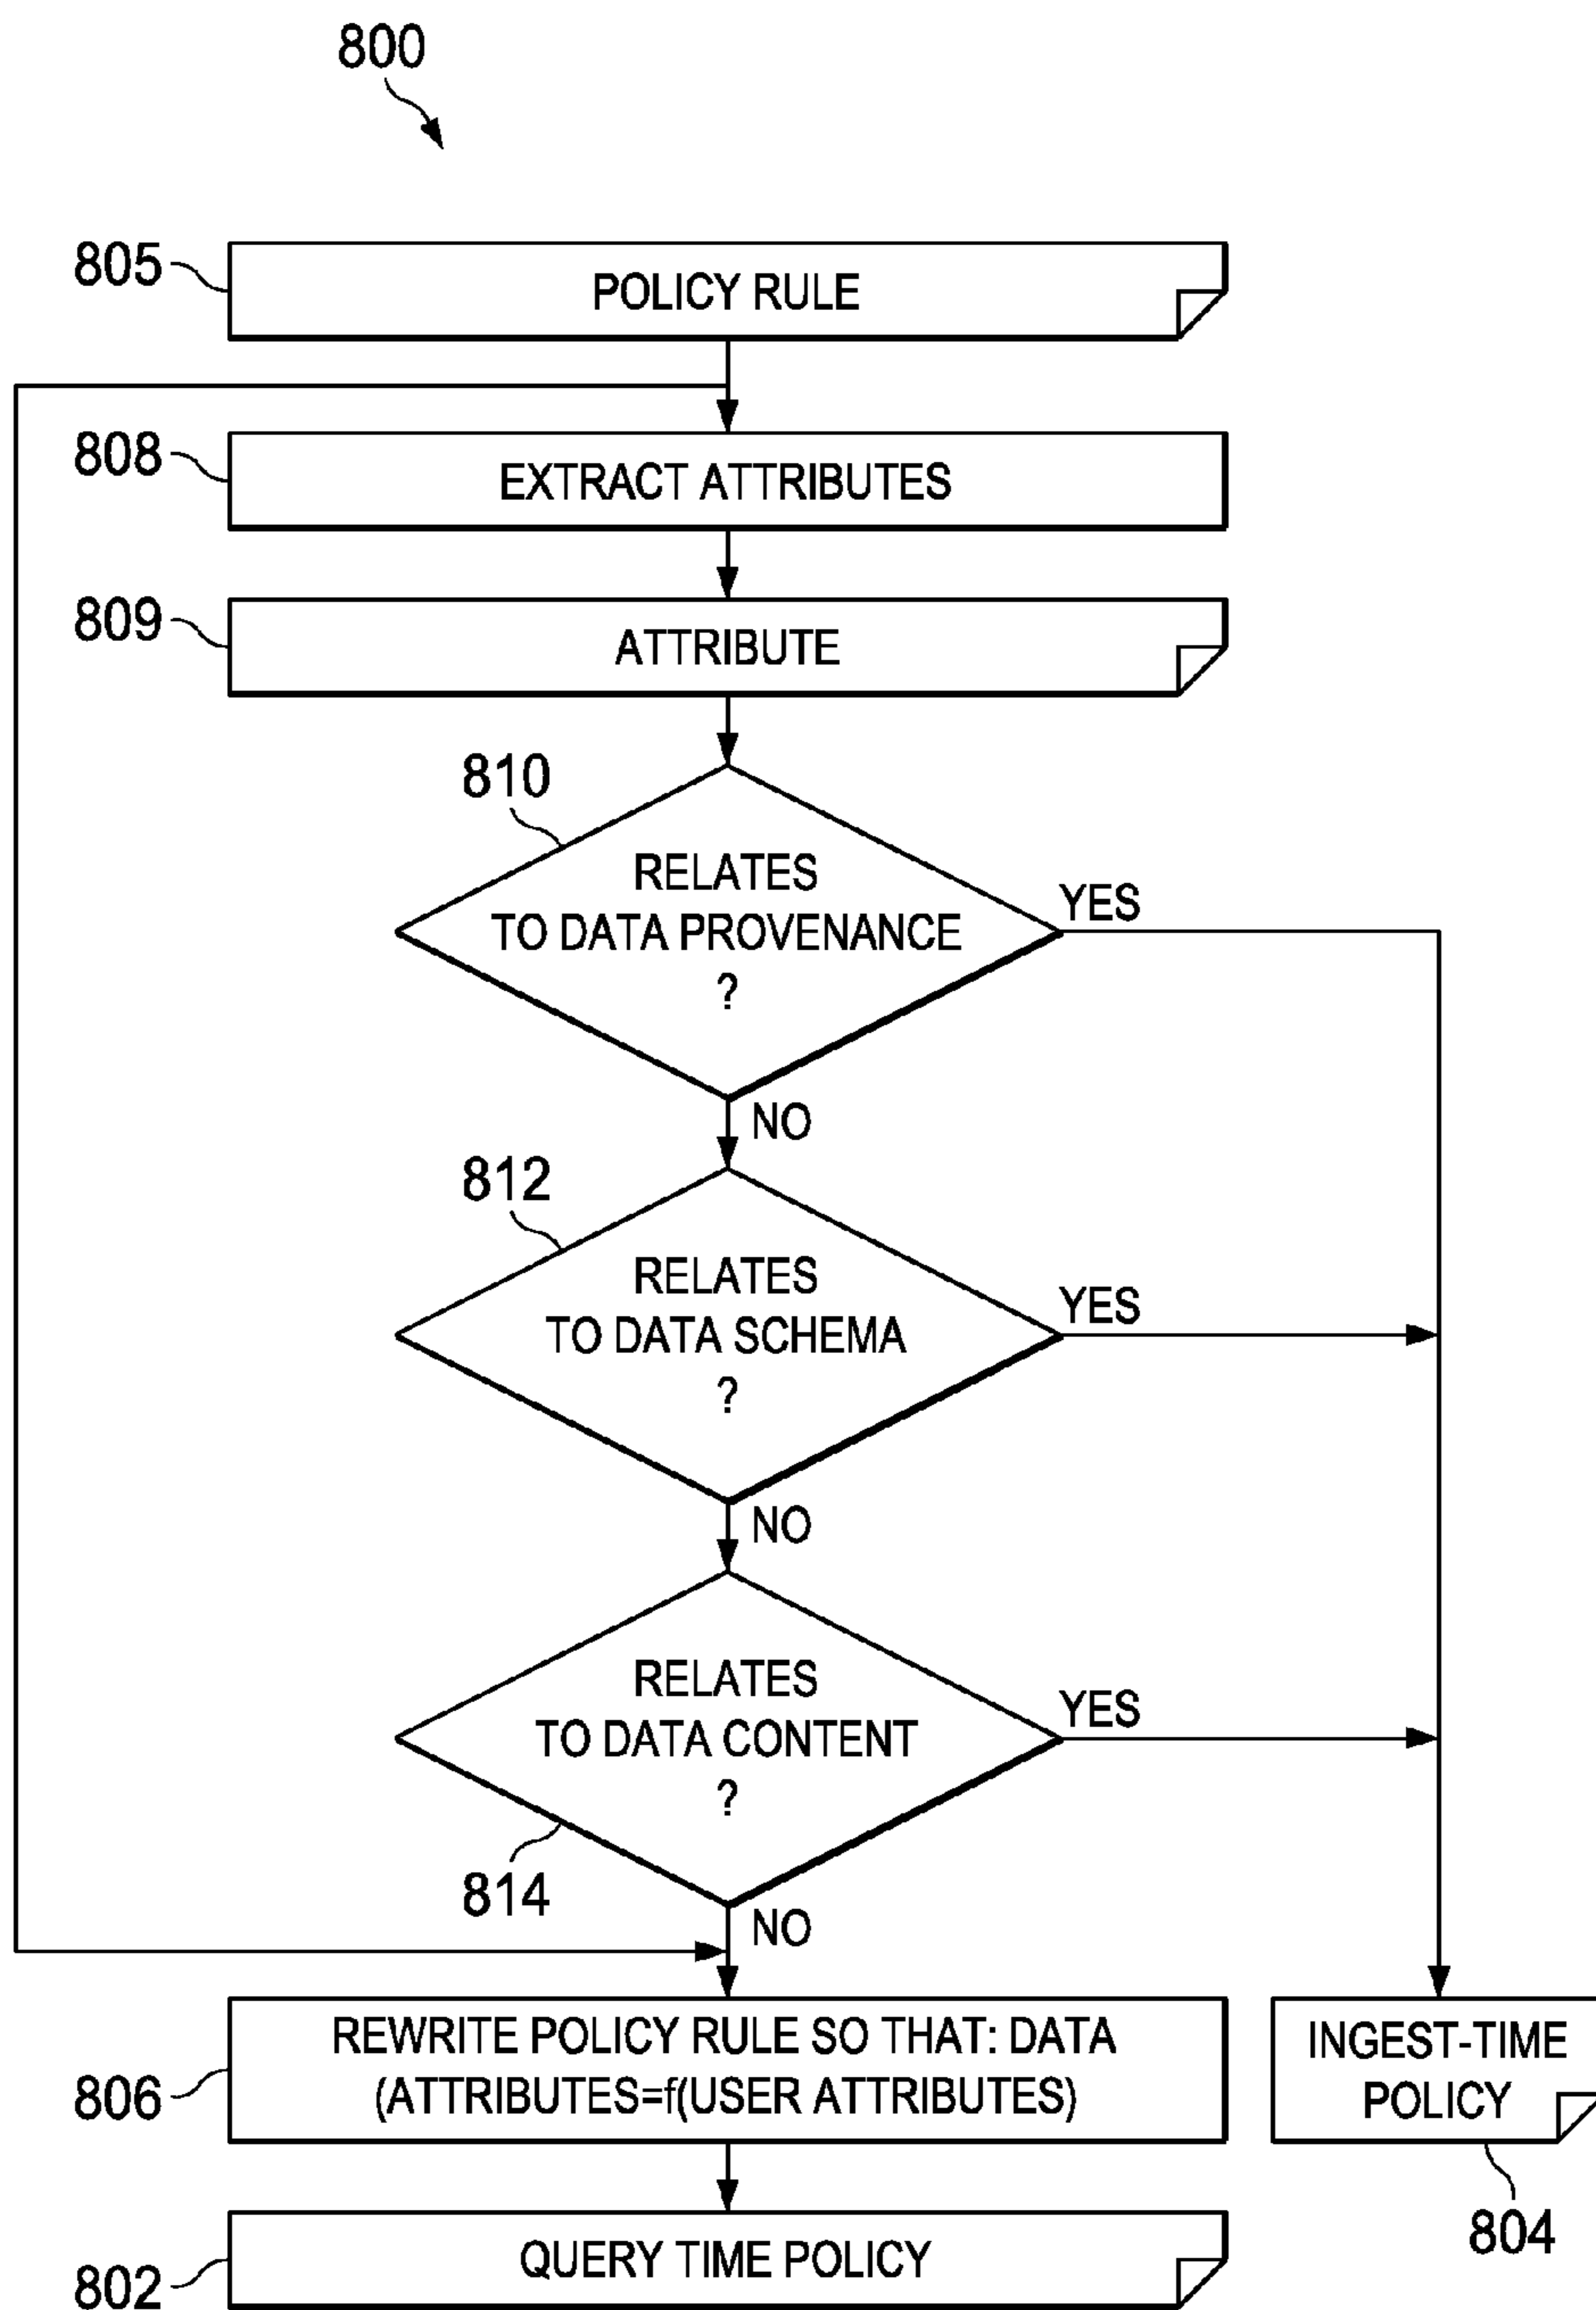 800
805
POLICY RULE
808
EXTRACT ATTRIBUTES
809
ATTRIBUTE
810
RELATES
TO DATA PROVENANCE
?
YES
NO
812
RELATES
TO DATA SCHEMA
?
YES
NO
RELATES
TO DATA CONTENT
?
YES
814
NO
806
REWRITE POLICY RULE SO THAT: DATA
(ATTRIBUTES=f(USER ATTRIBUTES)
INGEST-TIME
POLICY
804
802
QUERY TIME POLICY